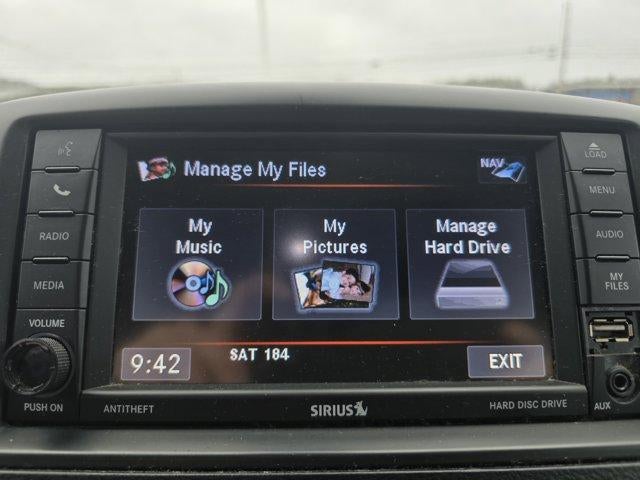 Manage My Files
NAV
My
Music
My
Pictures
Manage
Hard Drive
9:42
SAT 184
EXIT
RADIO
MEDIA
VOLUME
PUSH ON
LOAD
MENU
AUDIO
MY
FILES
ANTITHEFT
SIRIUS
HARD DISC DRIVE
AUX